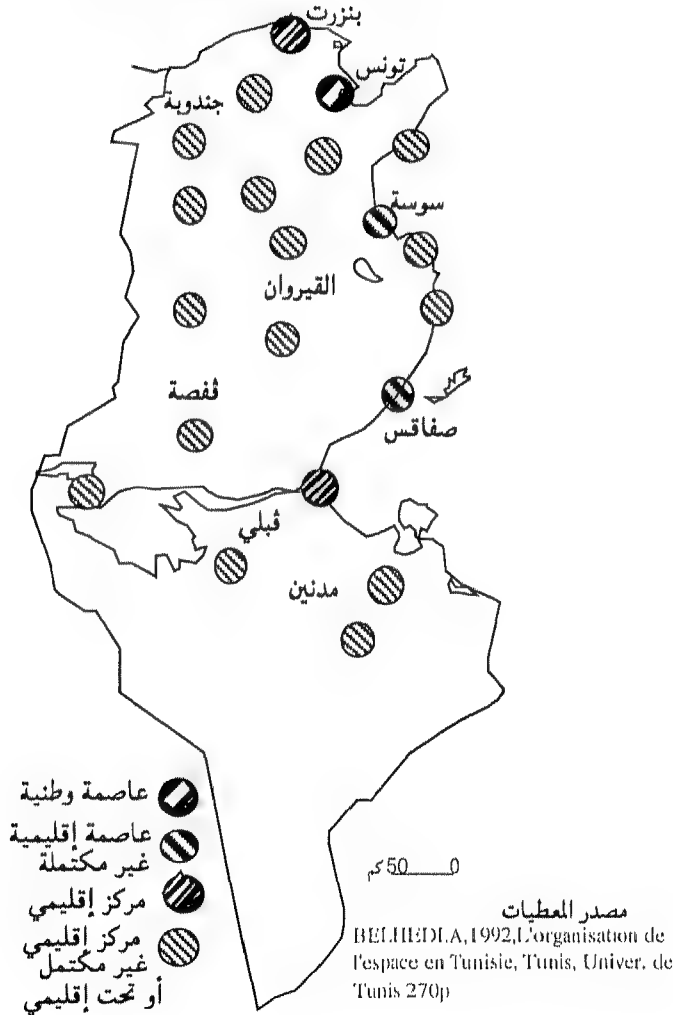 بنزرت
تونس
جندوبة
سوسة
القيروان
ڨفصة
صفاقس
ڨبلي
مدنين
عاصمة وطنية
عاصمة إقليمية
غير مكتملة
مركز إقليمي
مركز إقليمي
غير مكتمل
أو تحت إقليمي
0 50 كم
مصدر المعطيات
BELHEDI.A,1992,L'organisation de
l'espace en Tunisie, Tunis, Univer. de
Tunis 270p